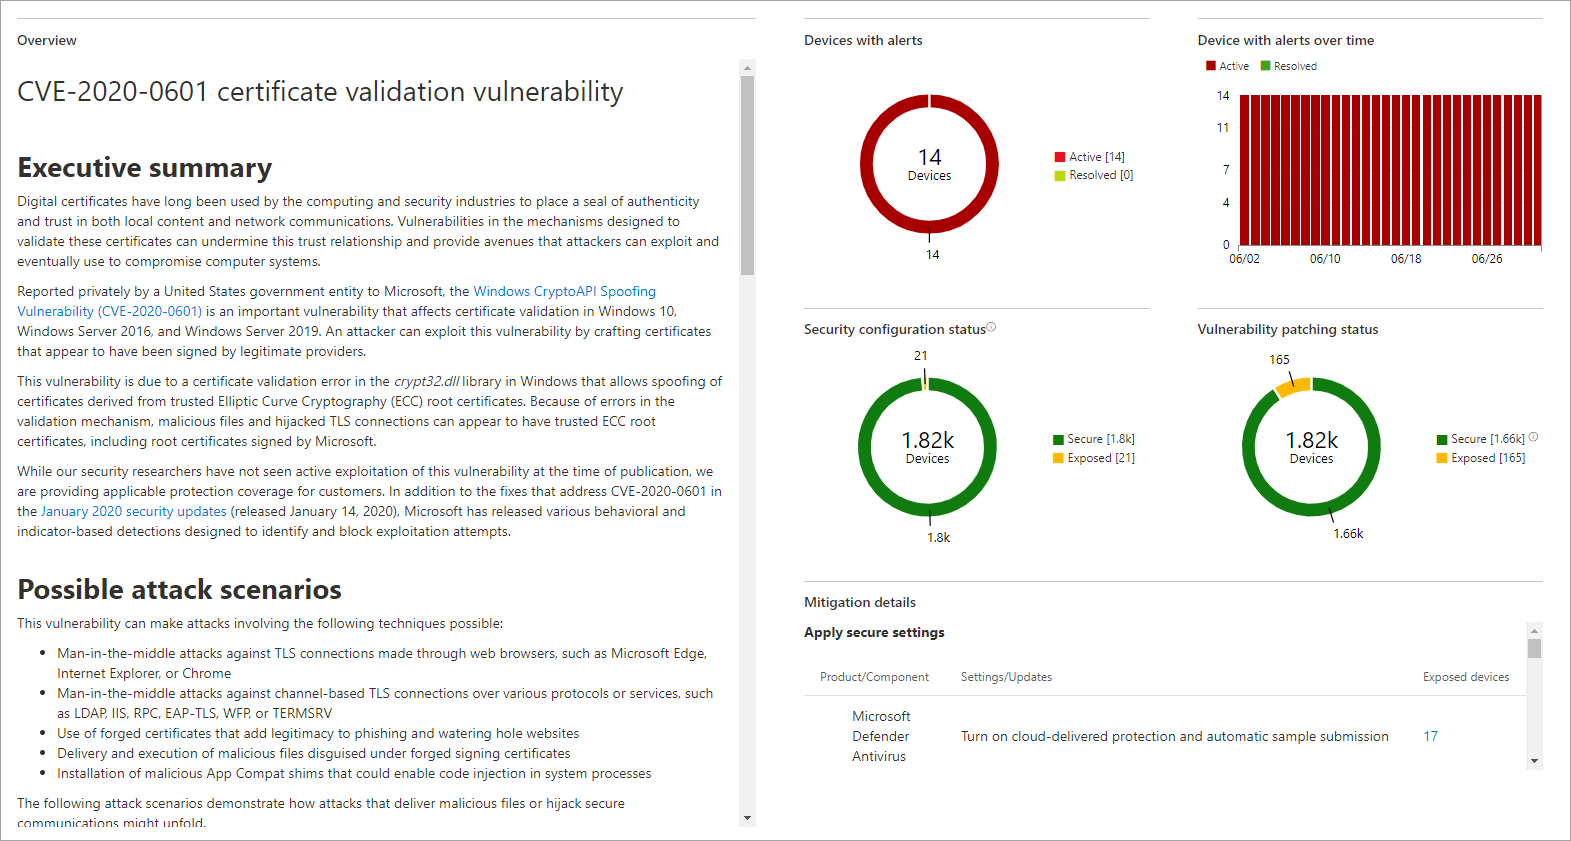 Overview
CVE-2020-0601 certificate validation vulnerability
Executive summary
Digital certificates have long been used by the computing and security industries to place a seal of authenticity
and trust in both local content and network communications. Vulnerabilities in the mechanisms designed to
validate these certificates can undermine this trust relationship and provide avenues that attackers can exploit and
eventually use to compromise computer systems.
Reported privately by a United States government entity to Microsoft, the Windows CryptoAPI Spoofing
Vulnerability (CVE-2020-0601) is an important vulnerability that affects certificate validation in Windows 10,
Windows Server 2016, and Windows Server 2019. An attacker can exploit this vulnerability by crafting certificates
that appear to have been signed by legitimate providers.
This vulnerability is due to a certificate validation error in the crypt32.dll library in Windows that allows spoofing of
certificates derived from trusted Elliptic Curve Cryptography (ECC) root certificates. Because of errors in the
validation mechanism, malicious files and hijacked TLS connections can appear to have trusted ECC root
certificates, including root certificates signed by Microsoft.
While our security researchers have not seen active exploitation of this vulnerability at the time of publication, we
are providing applicable protection coverage for customers. In addition to the fixes that address CVE-2020-0601 in
the January 2020 security updates (released January 14, 2020), Microsoft has released various behavioral and
indicator-based detections designed to identify and block exploitation attempts.
Possible attack scenarios
This vulnerability can make attacks involving the following techniques possible:
• Man-in-the-middle attacks against TLS connections made through web browsers, such as Microsoft Edge,
Internet Explorer, or Chrome
• Man-in-the-middle attacks against channel-based TLS connections over various protocols or services, such
as LDAP, IIS, RPC, EAP-TLS, WFP, or TERMSRV
• Use of forged certificates that add legitimacy to phishing and watering hole websites
• Delivery and execution of malicious files disguised under forged signing certificates
• Installation of malicious App Compat shims that could enable code injection in system processes
The following attack scenarios demonstrate how attacks that deliver malicious files or hijack secure
communications might unfold.
Devices with alerts
14
Devices
14
Active [14]
Resolved [0]
Device with alerts over time
Active Resolved
14
11
7
4
0
06/02 06/10 06/18 06/26
Security configuration status
21
1.82k
Devices
1.8k
Secure [1.8k]
Exposed [21]
Vulnerability patching status
165
1.82k
Devices
1.66k
Secure [1.66k]
Exposed [165]
Mitigation details
Apply secure settings
Product/Component Settings/Updates Exposed devices
Microsoft
Defender
Antivirus
Turn on cloud-delivered protection and automatic sample submission
17